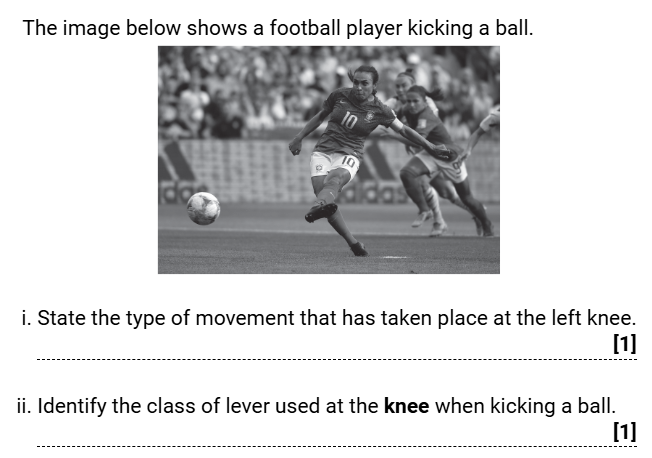 The image below shows a football player kicking a ball.
10
10
das
adidas
i. State the type of movement that has taken place at the left knee.
[1]
ii. Identify the class of lever used at the knee when kicking a ball.
[1]